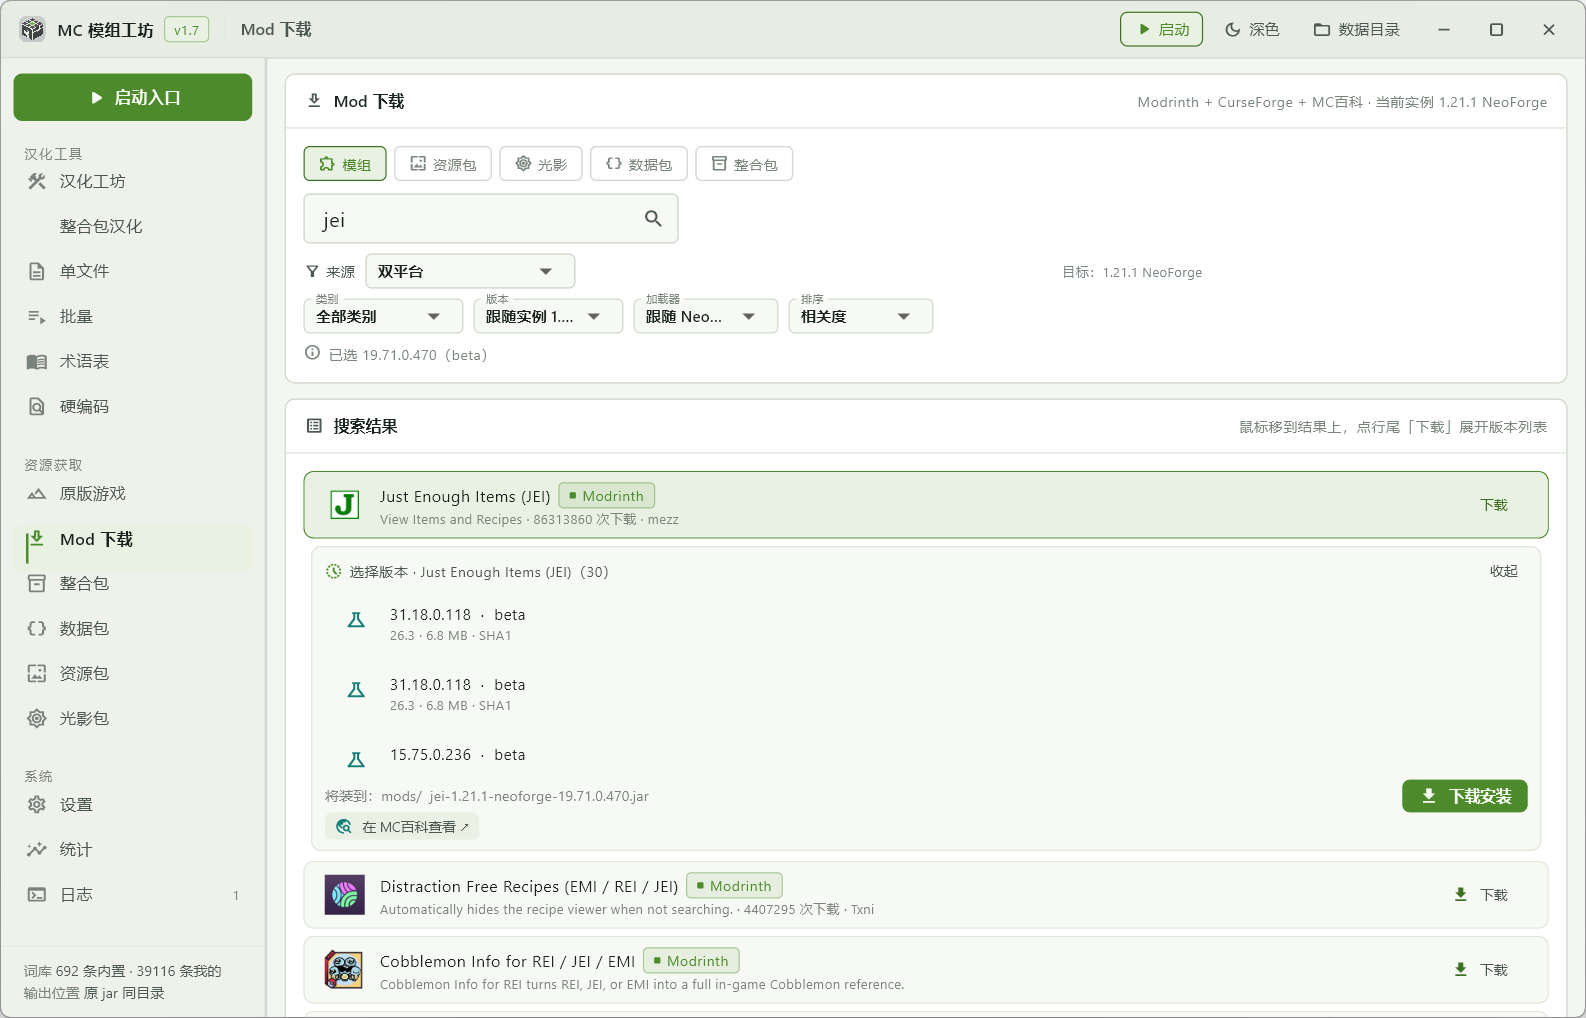 MC 模组工坊 v1.7 Mod 下载 启动 深色 数据目录
启动入口
汉化工具
汉化工坊
整合包汉化
单文件
批量
术语表
硬编码
资源获取
原版游戏
Mod 下载
整合包
数据包
资源包
光影包
系统
设置
统计
日志 1
词库 692 条内置 · 39116 条我的
输出位置 原 jar 同目录
Mod 下载 Modrinth + CurseForge + MC百科 · 当前实例 1.21.1 NeoForge
模组 资源包 光影 数据包 整合包
jei
来源 双平台 目标：1.21.1 NeoForge
类别 版本 加载器 排序
全部类别 跟随实例 1.... 跟随 Neo... 相关度
已选 19.71.0.470（beta）
搜索结果 鼠标移到结果上，点行尾「下载」展开版本列表
J Just Enough Items (JEI) Modrinth 下载
View Items and Recipes · 86313860 次下载 · mezz
选择版本 · Just Enough Items (JEI)（30） 收起
31.18.0.118 · beta
26.3 · 6.8 MB · SHA1
31.18.0.118 · beta
26.3 · 6.8 MB · SHA1
15.75.0.236 · beta
将装到：mods/ jei-1.21.1-neoforge-19.71.0.470.jar 下载安装
在 MC百科查看 ↗
Distraction Free Recipes (EMI / REI / JEI) Modrinth 下载
Automatically hides the recipe viewer when not searching. · 4407295 次下载 · Txni
Cobblemon Info for REI / JEI / EMI Modrinth 下载
Cobblemon Info for REI turns REI, JEI, or EMI into a full in-game Cobblemon reference.